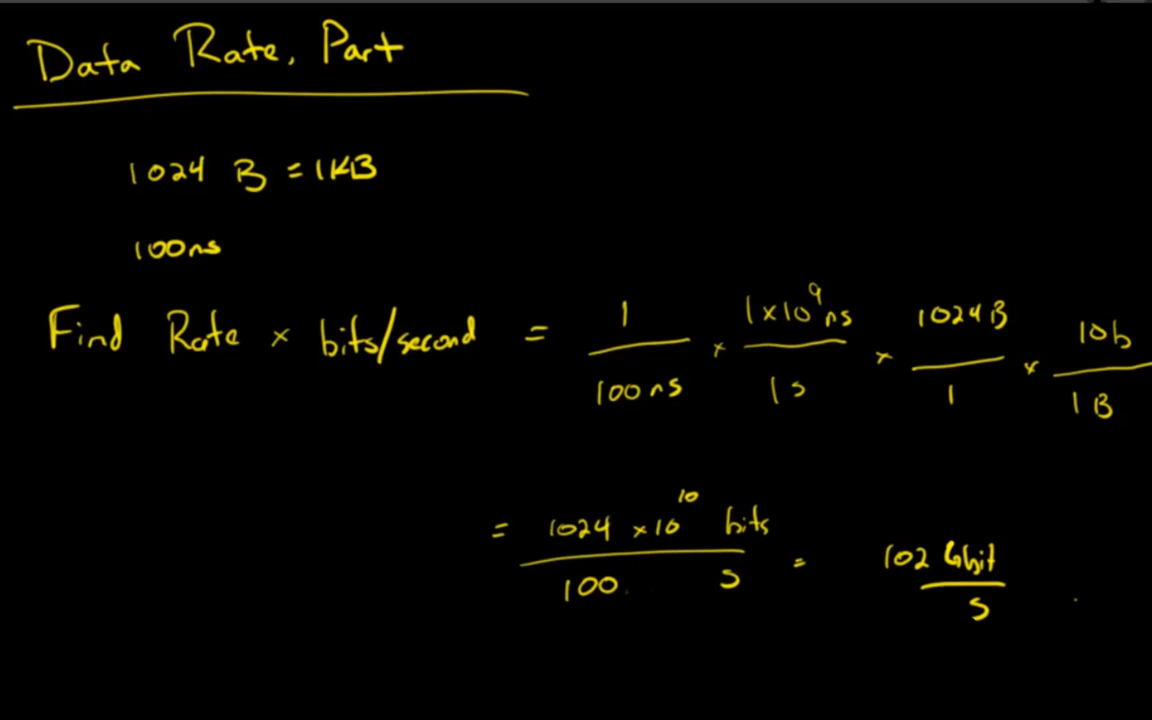 Data Rate, Part
1024 B = 1KB
100ns
Find Rate × bits/second = 1/100ns × 1×10⁹ns/1s × 1024B/1 × 10b/1B
= 1024 ×10¹⁰ bits/100 s = 102 Gbit/s